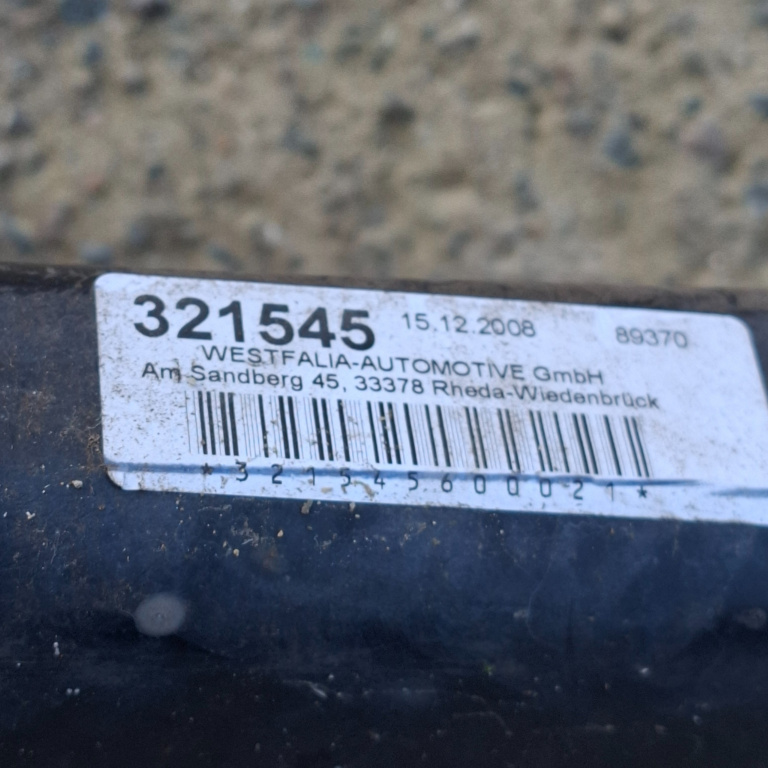 321545 15.12.2008 89370
WESTFALIA-AUTOMOTIVE GmbH
Am Sandberg 45, 33378 Rheda-Wiedenbrück
*321545600021*